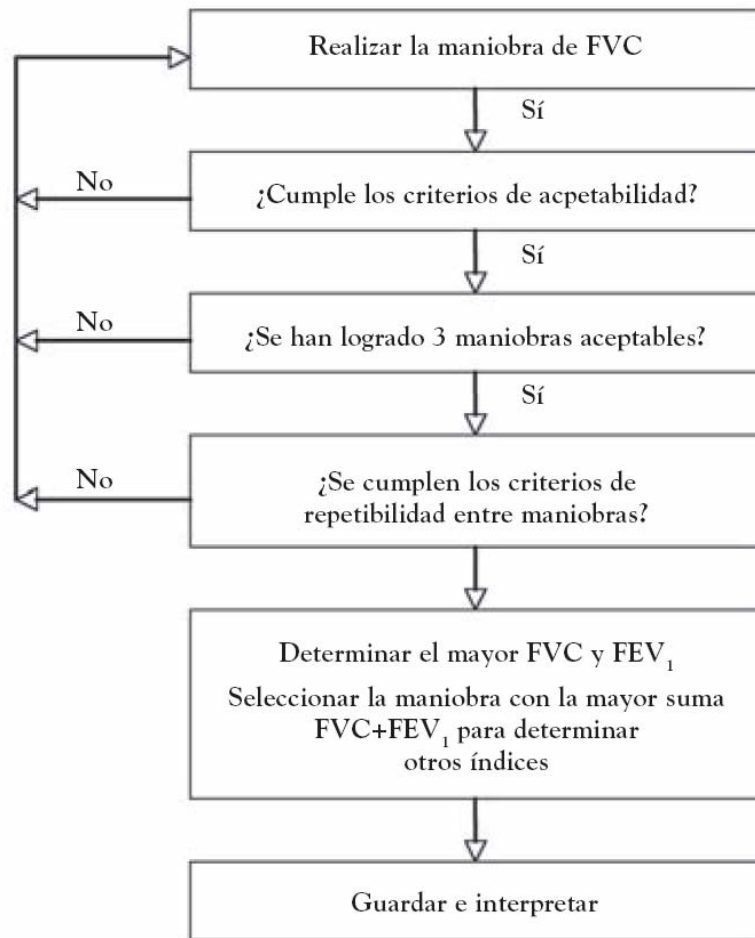 Realizar la maniobra de FVC
Sí
No
¿Cumple los criterios de acpetabilidad?
Sí
No
¿Se han logrado 3 maniobras aceptables?
Sí
No
¿Se cumplen los criterios de
repetibilidad entre maniobras?
Determinar el mayor FVC y FEV₁
Seleccionar la maniobra con la mayor suma
FVC+FEV₁ para determinar
otros índices
Guardar e interpretar